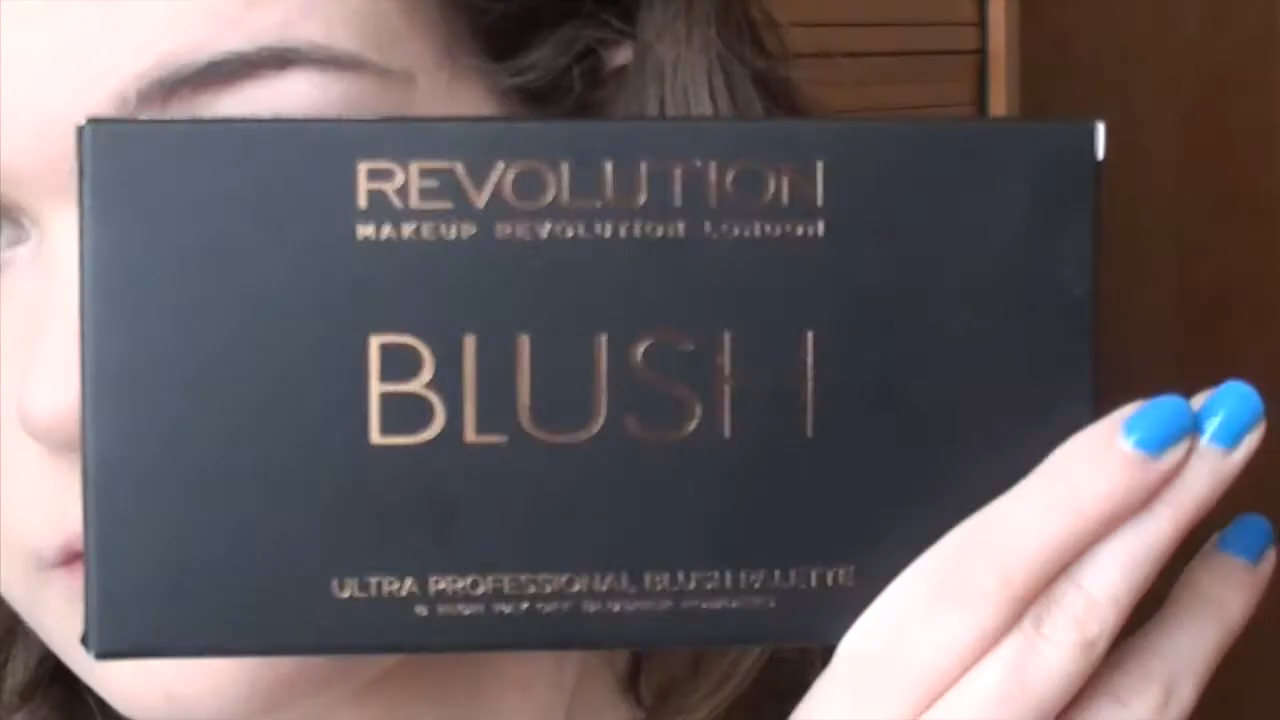 REVOLUTION
MAKEUP REVOLUTION LONDON
BLUSH
ULTRA PROFESSIONAL BLUSH PALETTE